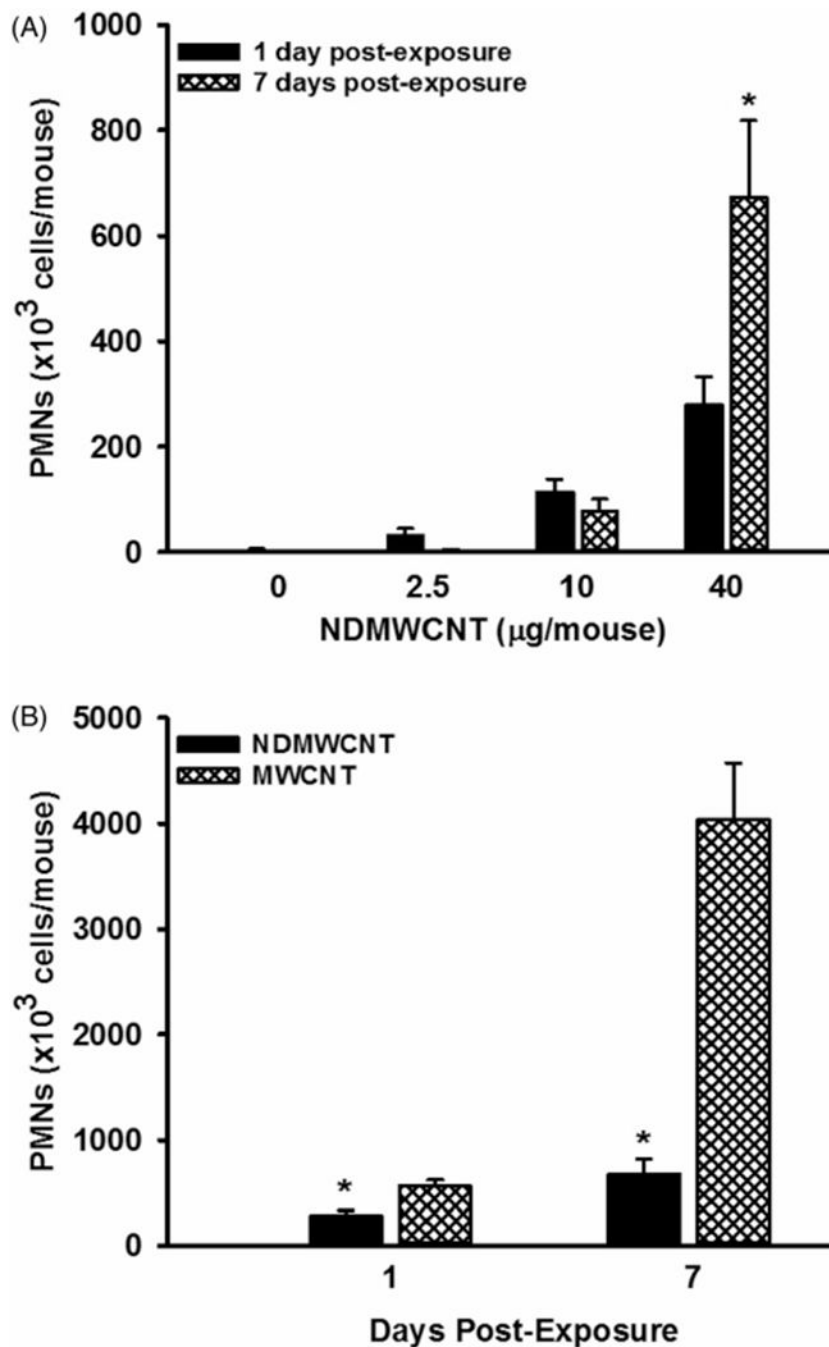 (A)
1000
800
600
400
200
0
PMNs (x10³ cells/mouse)
1 day post-exposure
7 days post-exposure
*
0 2.5 10 40
NDMWCNT (μg/mouse)
(B)
5000
4000
3000
2000
1000
0
PMNs (x10³ cells/mouse)
NDMWCNT
MWCNT
* *
1 7
Days Post-Exposure